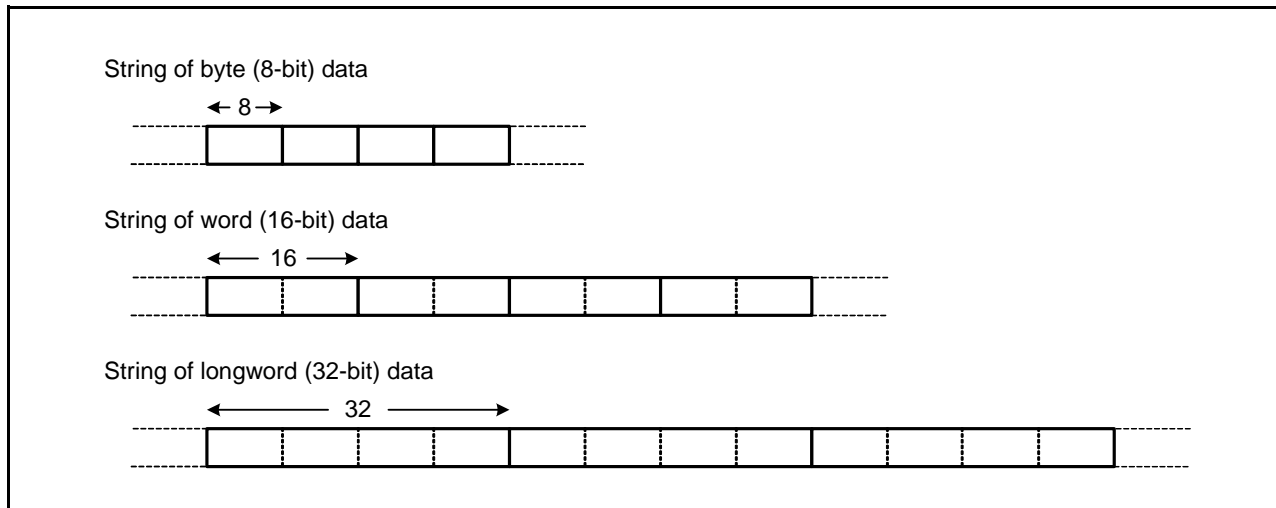 String of byte (8-bit) data
8
String of word (16-bit) data
16
String of longword (32-bit) data
32